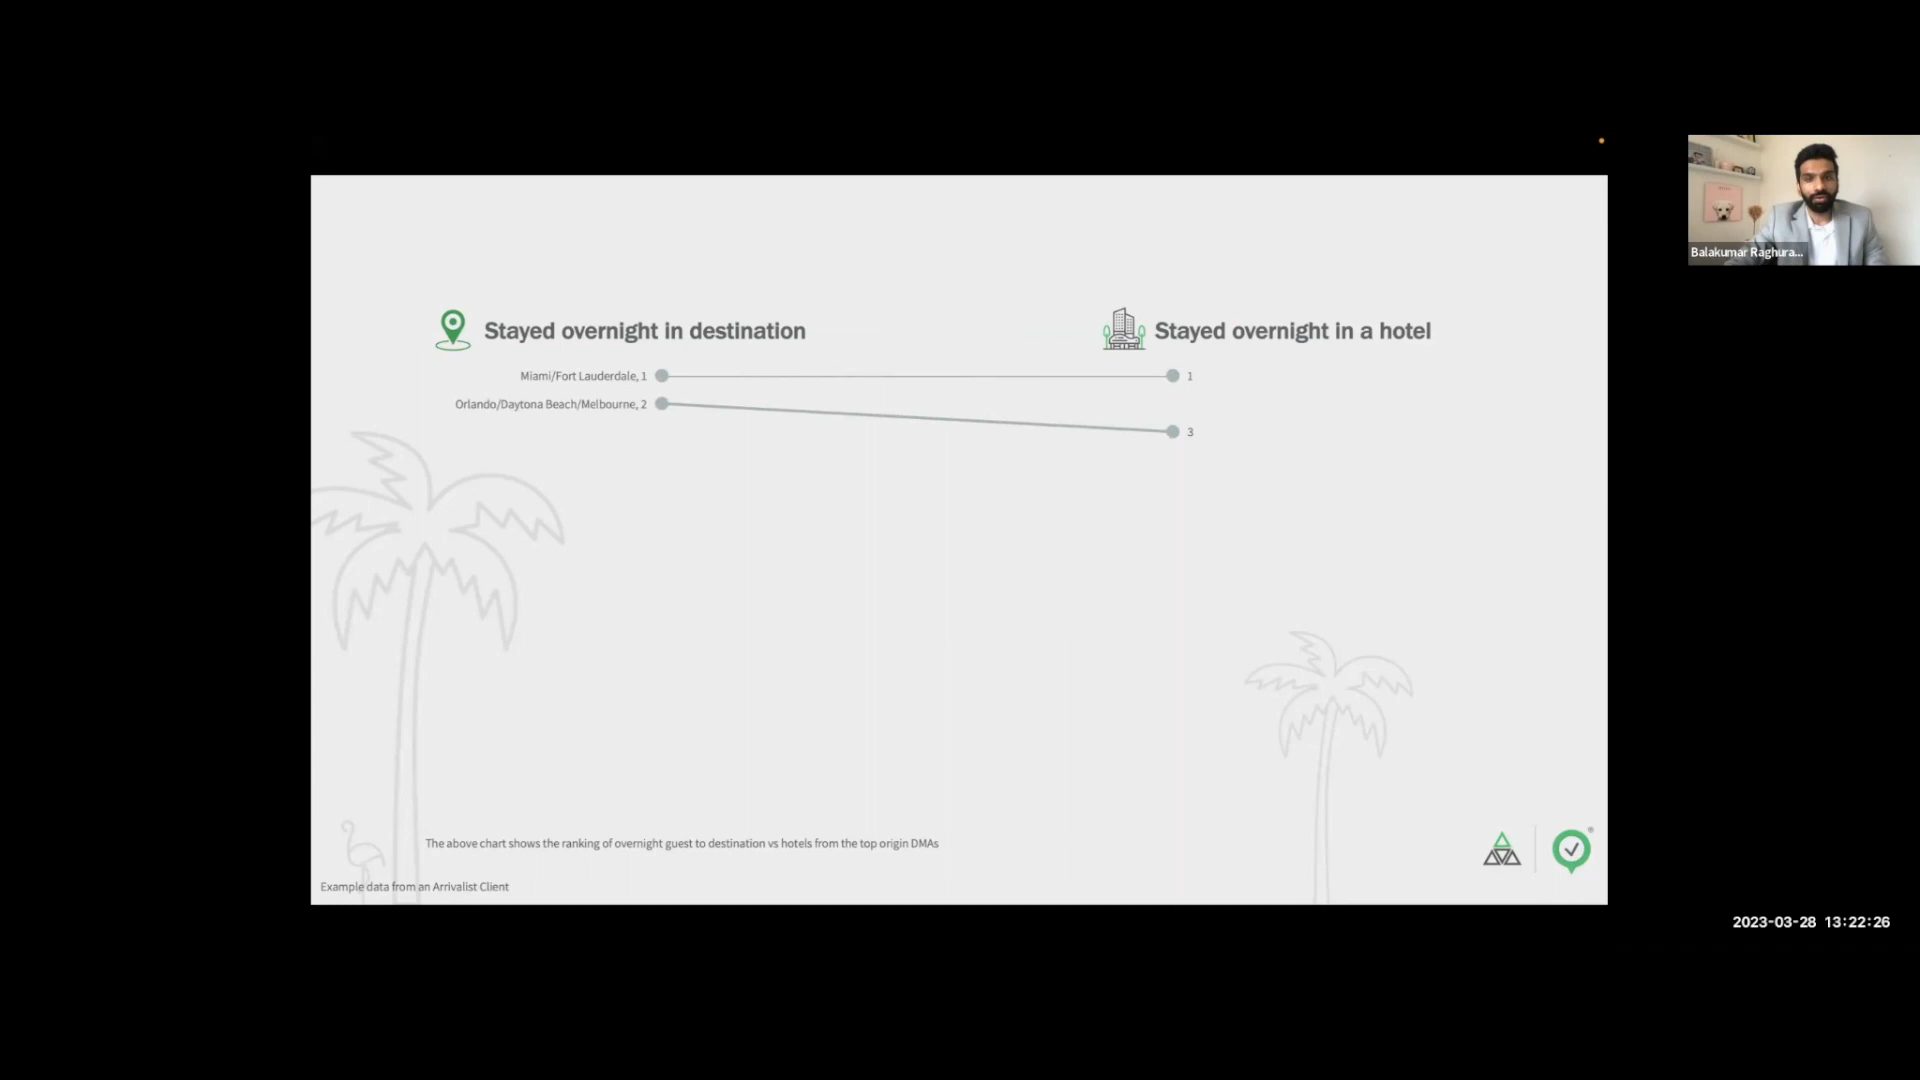 Stayed overnight in destination
Stayed overnight in a hotel
Miami/Fort Lauderdale, 1
1
Orlando/Daytona Beach/Melbourne, 2
3
The above chart shows the ranking of overnight guest to destination vs hotels from the top origin DMAs
Example data from an Arrivalist Client
Balakumar Raghura...
2023-03-28 13:22:26